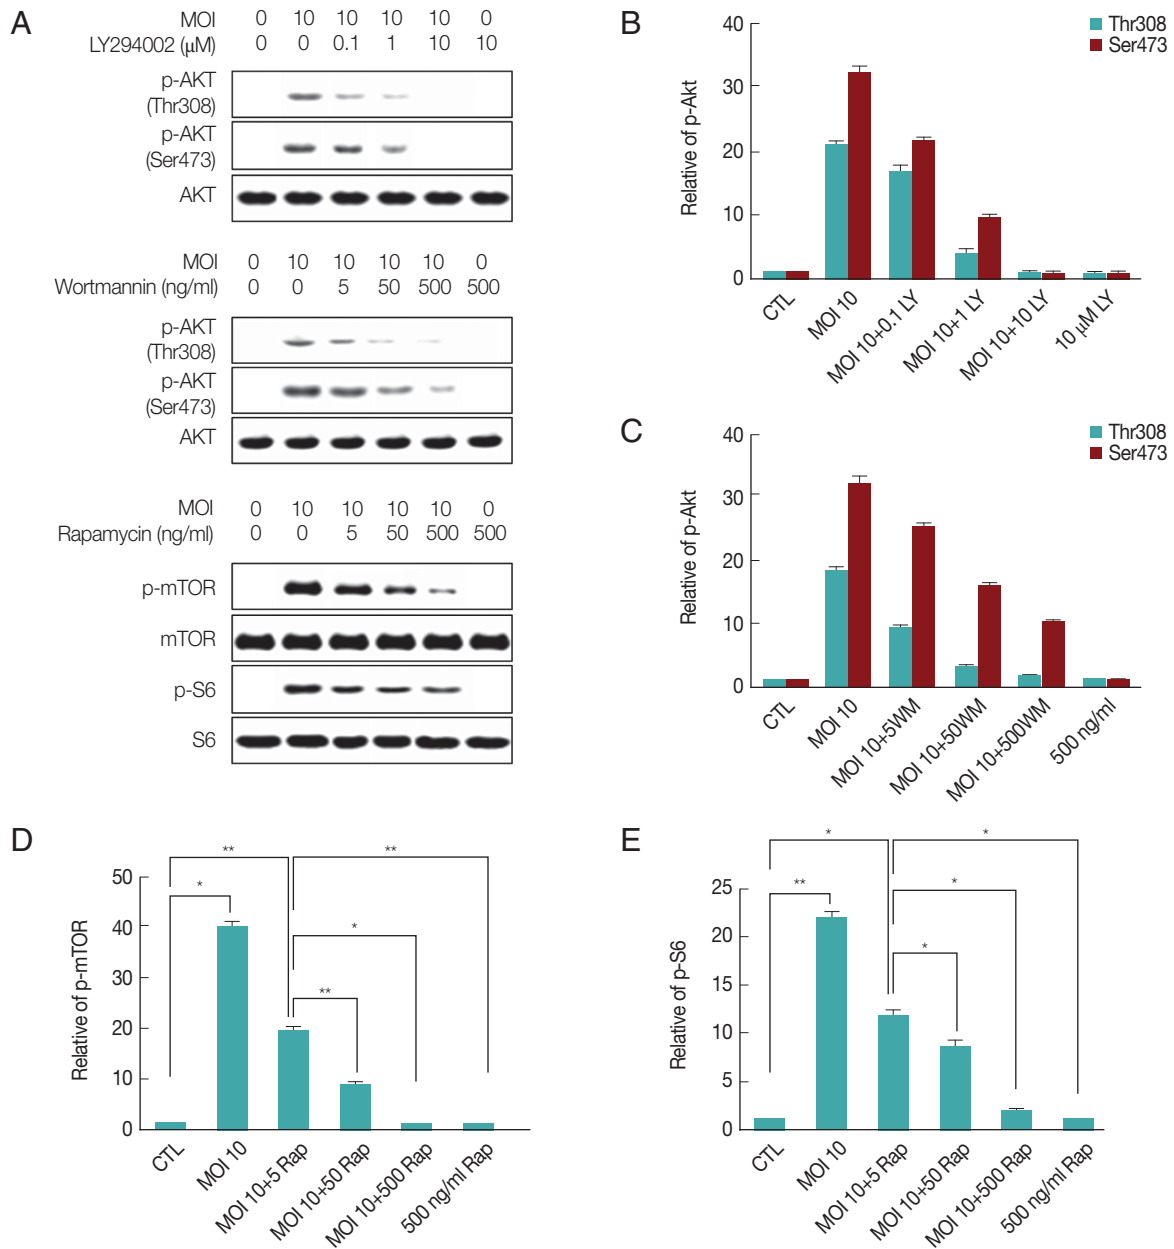 A
MOI 0 10 10 10 10 0
LY294002 (μM) 0 0 0.1 1 10 10
p-AKT
(Thr308)
p-AKT
(Ser473)
AKT
MOI 0 10 10 10 10 0
Wortmannin (ng/ml) 0 0 5 50 500 500
p-AKT
(Thr308)
p-AKT
(Ser473)
AKT
MOI 0 10 10 10 10 0
Rapamycin (ng/ml) 0 0 5 50 500 500
p-mTOR
mTOR
p-S6
S6
B
Thr308
Ser473
Relative of p-Akt
40
30
20
10
0
CTL
MOI 10
MOI 10+0.1 LY
MOI 10+1 LY
MOI 10+10 LY
10 μM LY
C
Thr308
Ser473
Relative of p-Akt
40
30
20
10
0
CTL
MOI 10
MOI 10+5WM
MOI 10+50WM
MOI 10+500WM
500 ng/ml
D
** **
*
*
**
Relative of p-mTOR
50
40
30
20
10
0
CTL
MOI 10
MOI 10+5 Rap
MOI 10+50 Rap
MOI 10+500 Rap
500 ng/ml Rap
E
* *
**
*
*
Relative of p-S6
25
20
15
10
5
0
CTL
MOI 10
MOI 10+5 Rap
MOI 10+50 Rap
MOI 10+500 Rap
500 ng/ml Rap